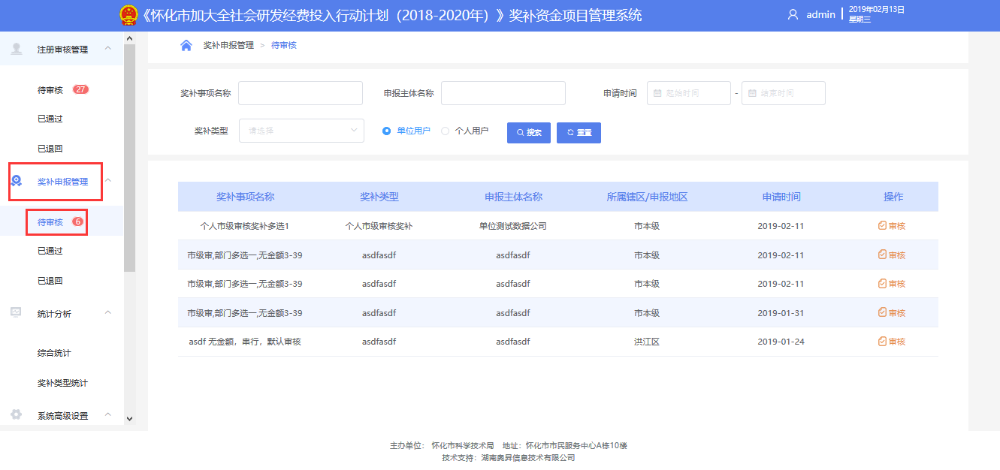 《怀化市加大全社会研发经费投入行动计划（2018-2020年）》奖补资金项目管理系统
admin
2019年02月13日
星期三
注册审核管理
待审核 27
已通过
已退回
奖补申报管理
待审核 6
已通过
已退回
统计分析
综合统计
奖补类型统计
系统高级设置
奖补申报管理 > 待审核
奖补事项名称 申报主体名称 申请时间 起始时间 - 结束时间
奖补类型 请选择 单位用户 个人用户 搜索 重置
奖补事项名称 奖补类型 申报主体名称 所属辖区/申报地区 申请时间 操作
个人市级审核奖补多选1 个人市级审核奖补 单位测试数据公司 市本级 2019-02-11 审核
市级审,部门多选一,无金额3-39 asdfasdf asdfasdf 市本级 2019-02-11 审核
市级审,部门多选一,无金额3-39 asdfasdf asdfasdf 市本级 2019-02-11 审核
市级审,部门多选一,无金额3-39 asdfasdf asdfasdf 市本级 2019-01-31 审核
asdf 无金额，串行，默认审核 asdfasdf asdfasdf 洪江区 2019-01-24 审核
主办单位： 怀化市科学技术局 地址：怀化市市民服务中心A栋10楼
技术支持：湖南奥昇信息技术有限公司